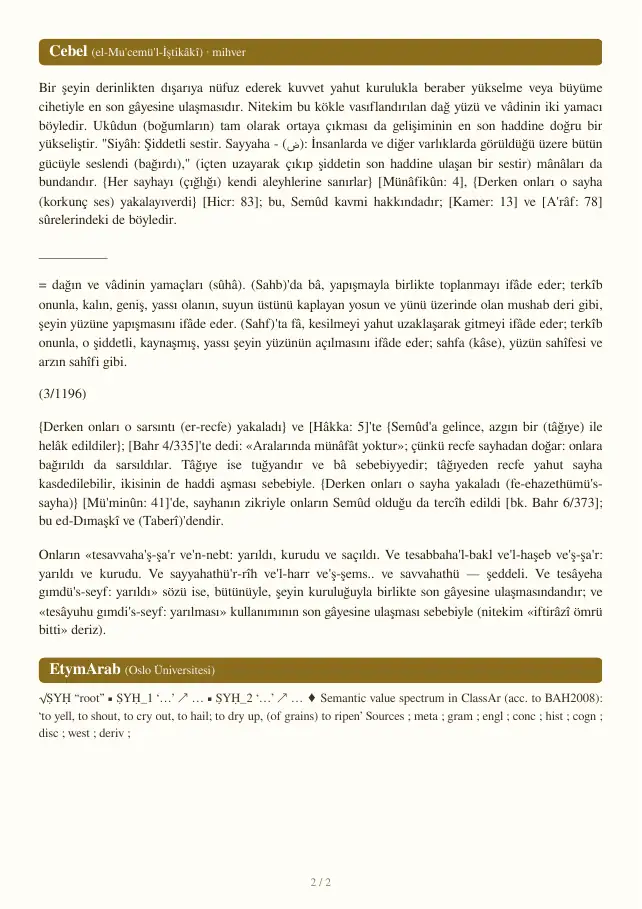 Cebel (el-Mu'cemü'l-İştikâkî) · mihver
Bir şeyin derinlikten dışarıya nüfuz ederek kuvvet yahut kurulukla beraber yükselme veya büyüme
cihetiyle en son gâyesine ulaşmasıdır. Nitekim bu kökle vasıflandırılan dağ yüzü ve vâdinin iki yamacı
böyledir. Ukûdun (boğumların) tam olarak ortaya çıkması da gelişiminin en son haddine doğru bir
yükseliştir. "Siyâh: Şiddetli sestir. Sayyaha - (ض): İnsanlarda ve diğer varlıklarda görüldüğü üzere bütün
gücüyle seslendi (bağırdı)," (içten uzayarak çıkıp şiddetin son haddine ulaşan bir sestir) mânâları da
bundandır. {Her sayhayı (çığlığı) kendi aleyhlerine sanırlar} [Münâfikûn: 4], {Derken onları o sayha
(korkunç ses) yakalayıverdi} [Hicr: 83]; bu, Semûd kavmi hakkındadır; [Kamer: 13] ve [A'râf: 78]
sûrelerindeki de böyledir.
___________
= dağın ve vâdinin yamaçları (sûhâ). (Sahb)'da bâ, yapışmayla birlikte toplanmayı ifâde eder; terkîb
onunla, kalın, geniş, yassı olanın, suyun üstünü kaplayan yosun ve yünü üzerinde olan mushab deri gibi,
şeyin yüzüne yapışmasını ifâde eder. (Sahf)'ta fâ, kesilmeyi yahut uzaklaşarak gitmeyi ifâde eder; terkîb
onunla, o şiddetli, kaynaşmış, yassı şeyin yüzünün açılmasını ifâde eder; sahfa (kâse), yüzün sahîfesi ve
arzın sahîfi gibi.
(3/1196)
{Derken onları o sarsıntı (er-recfe) yakaladı} ve [Hâkka: 5]'te {Semûd'a gelince, azgın bir (tâğıye) ile
helâk edildiler}; [Bahr 4/335]'te dedi: «Aralarında münâfât yoktur»; çünkü recfe sayhadan doğar: onlara
bağırıldı da sarsıldılar. Tâğıye ise tuğyandır ve bâ sebebiyyedir; tâğıyeden recfe yahut sayha
kasdedilebilir, ikisinin de haddi aşması sebebiyle. {Derken onları o sayha yakaladı (fe-ehazethümü's-
sayha)} [Mü'minûn: 41]'de, sayhanın zikriyle onların Semûd olduğu da tercîh edildi [bk. Bahr 6/373];
bu ed-Dımaşkî ve (Taberî)'dendir.
Onların «tesavvaha'ş-şa'r ve'n-nebt: yarıldı, kurudu ve saçıldı. Ve tesabbaha'l-bakl ve'l-haşeb ve'ş-şa'r:
yarıldı ve kurudu. Ve sayyahathü'r-rîh ve'l-harr ve'ş-şems.. ve savvahathü — şeddeli. Ve tesâyeha
gımdü's-seyf: yarıldı» sözü ise, bütünüyle, şeyin kuruluğuyla birlikte son gâyesine ulaşmasındandır; ve
«tesâyuhu gımdi's-seyf: yarılması» kullanımının son gâyesine ulaşması sebebiyle (nitekim «iftirâzî ömrü
bitti» deriz).
EtymArab (Oslo Üniversitesi)
√ṢYḤ “root” ▪ ṢYḤ_1 ‘…’ ↗ … ▪ ṢYḤ_2 ‘…’ ↗ … ♦ Semantic value spectrum in ClassAr (acc. to BAH2008):
‘to yell, to shout, to cry out, to hail; to dry up, (of grains) to ripen’ Sources ; meta ; gram ; engl ; conc ; hist ; cogn ;
disc ; west ; deriv ;
2 / 2